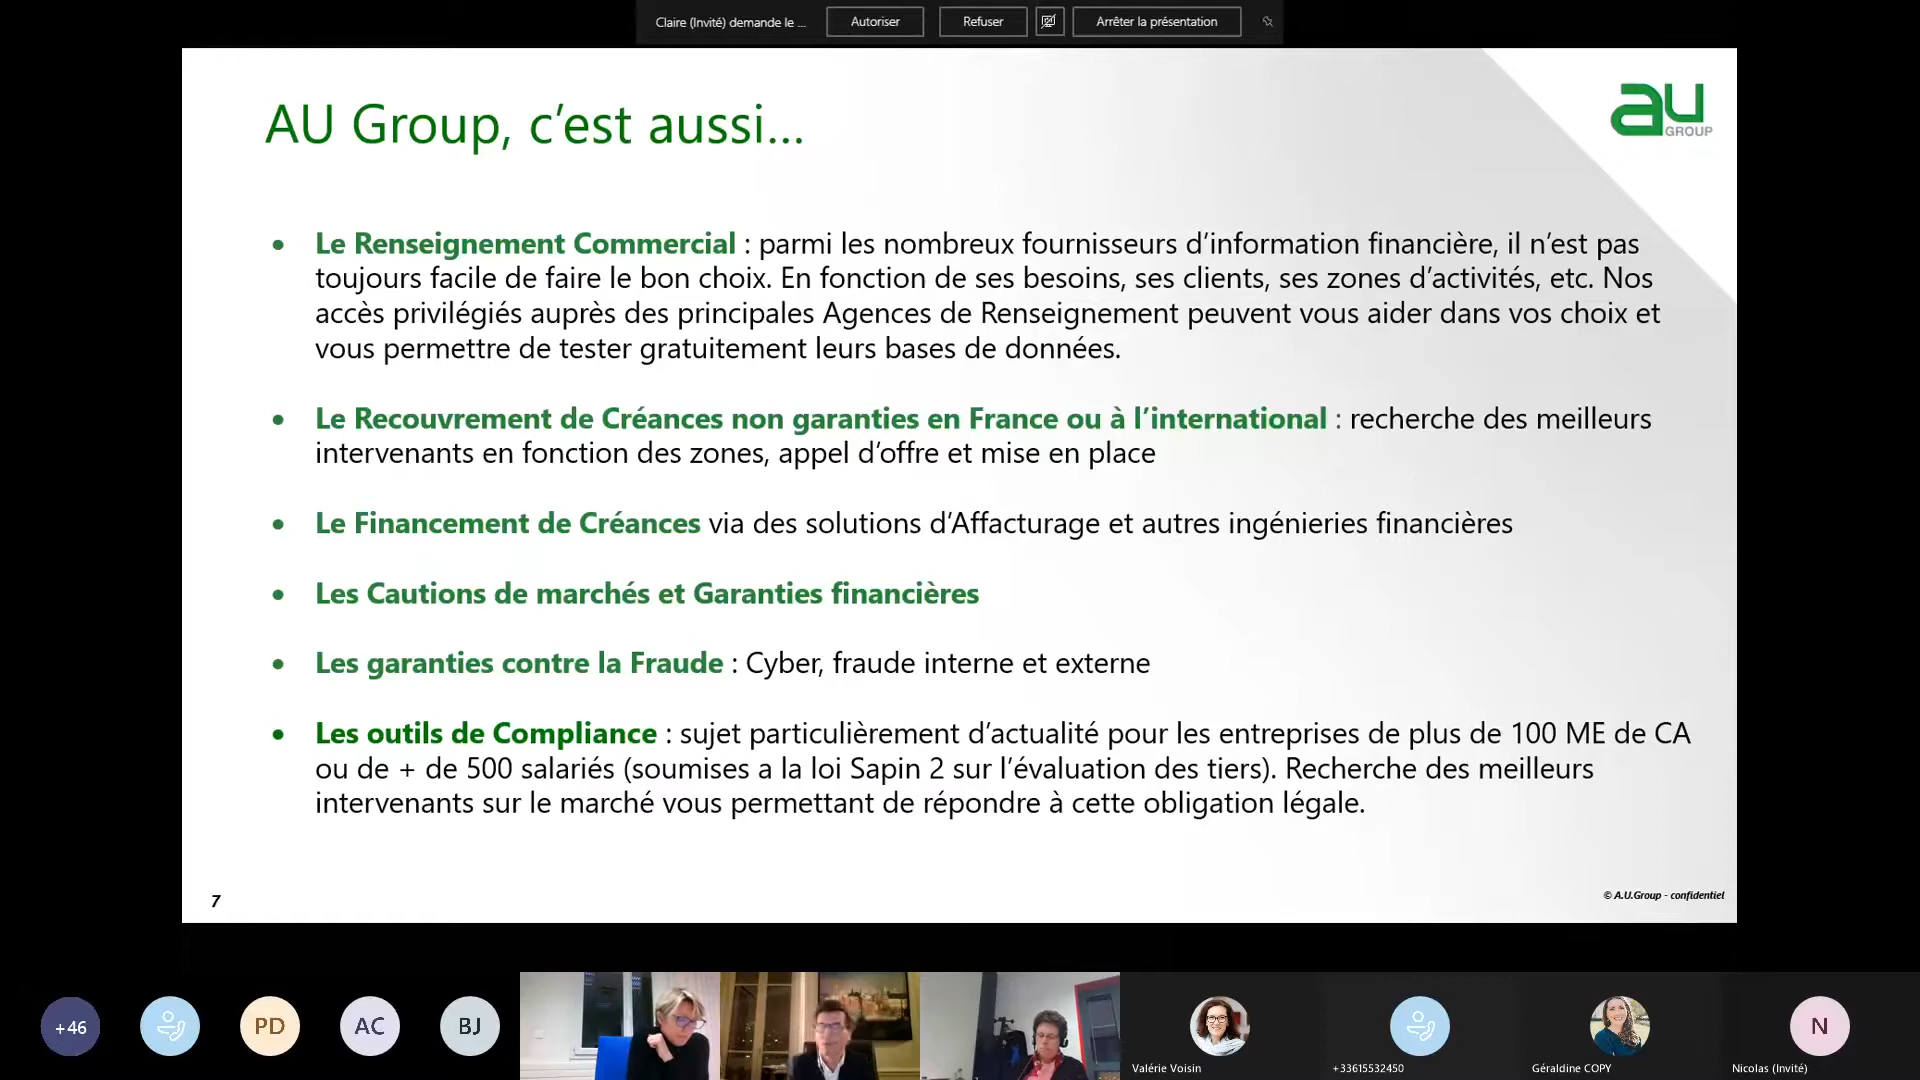 Claire (Invité) demande le ...
Autoriser
Refuser
Arrêter la présentation
AU Group, c’est aussi…
au
GROUP
• Le Renseignement Commercial : parmi les nombreux fournisseurs d’information financière, il n’est pas
toujours facile de faire le bon choix. En fonction de ses besoins, ses clients, ses zones d’activités, etc. Nos
accès privilégiés auprès des principales Agences de Renseignement peuvent vous aider dans vos choix et
vous permettre de tester gratuitement leurs bases de données.
• Le Recouvrement de Créances non garanties en France ou à l’international : recherche des meilleurs
intervenants en fonction des zones, appel d’offre et mise en place
• Le Financement de Créances via des solutions d’Affacturage et autres ingénieries financières
• Les Cautions de marchés et Garanties financières
• Les garanties contre la Fraude : Cyber, fraude interne et externe
• Les outils de Compliance : sujet particulièrement d’actualité pour les entreprises de plus de 100 ME de CA
ou de + de 500 salariés (soumises a la loi Sapin 2 sur l’évaluation des tiers). Recherche des meilleurs
intervenants sur le marché vous permettant de répondre à cette obligation légale.
7
© A.U.Group - confidentiel
+46
PD
AC
BJ
N
Valérie Voisin
+33615532450
Géraldine COPY
Nicolas (Invité)